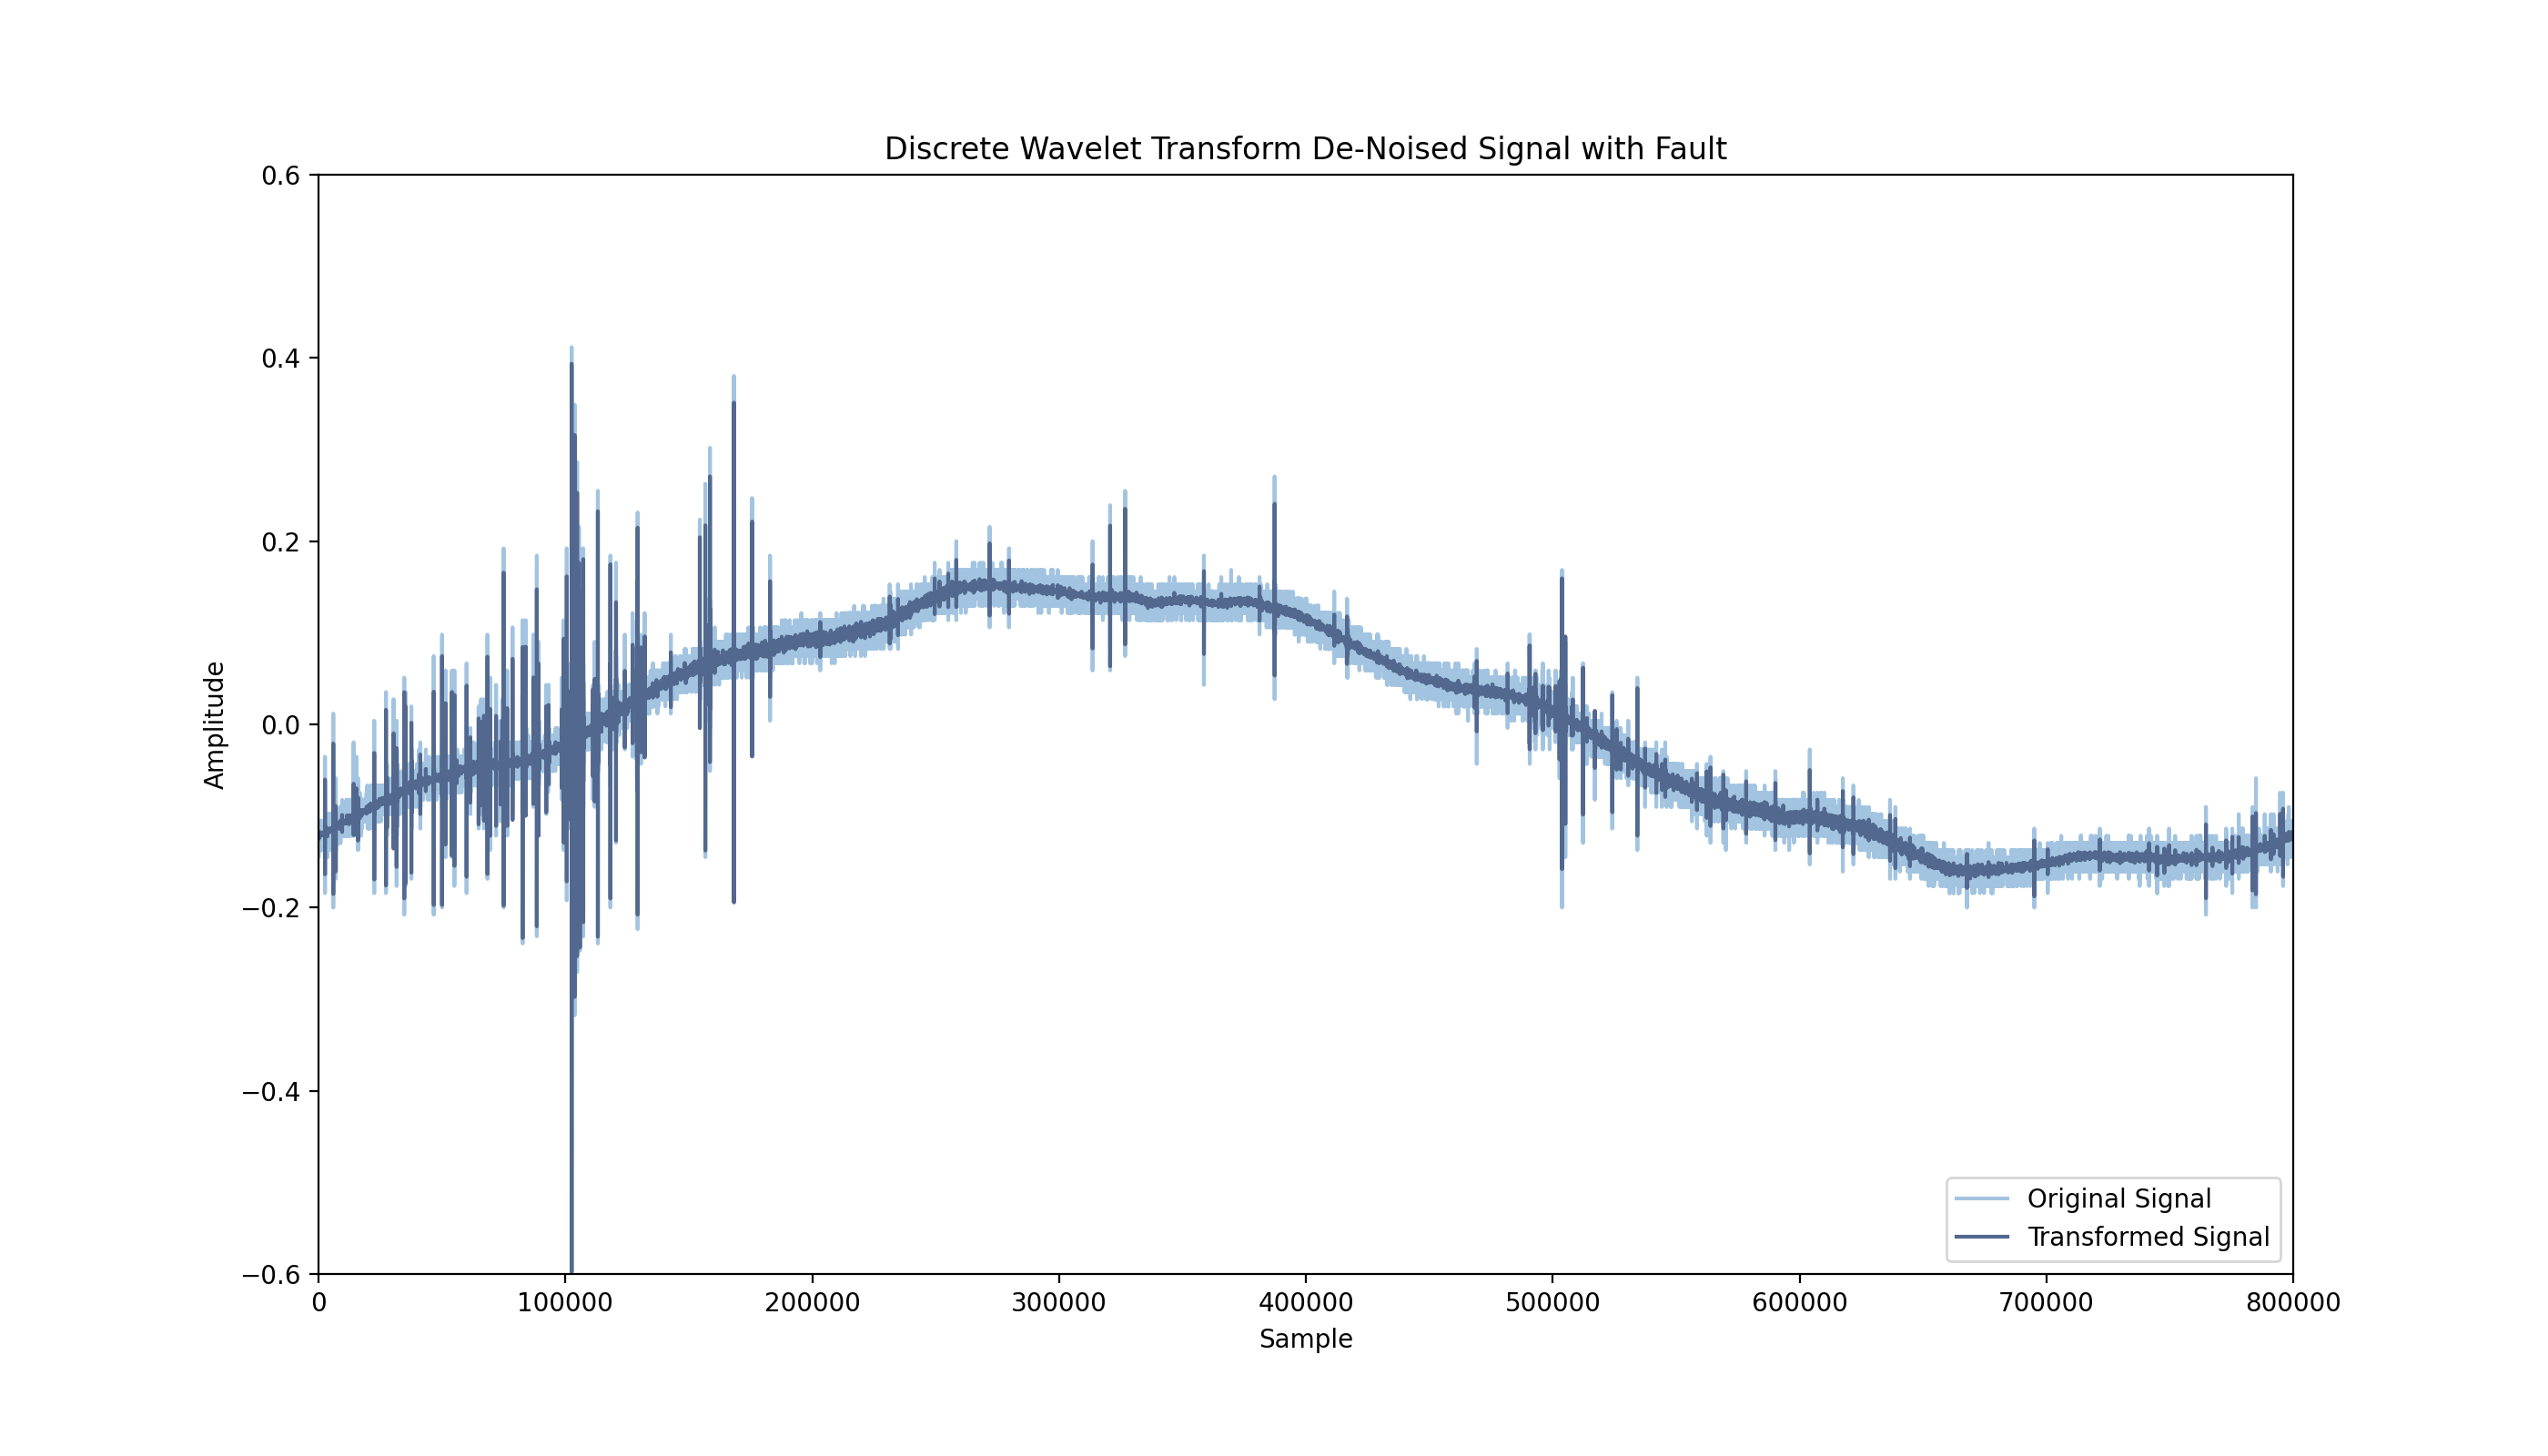 Discrete Wavelet Transform De-Noised Signal with Fault
0.6
0.4
0.2
0.0
−0.2
−0.4
−0.6
Amplitude
Original Signal
Transformed Signal
0 100000 200000 300000 400000 500000 600000 700000 800000
Sample